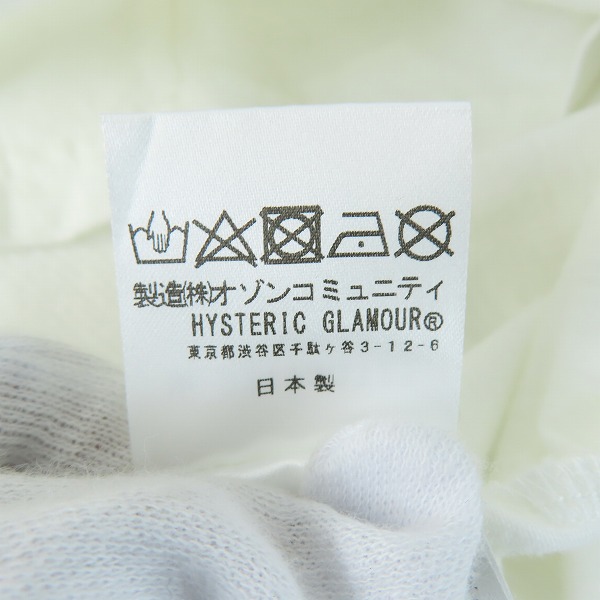 製造(株)オゾンコミュニティ
HYSTERIC GLAMOUR®
東京都渋谷区千駄ヶ谷3-12-6
日本製